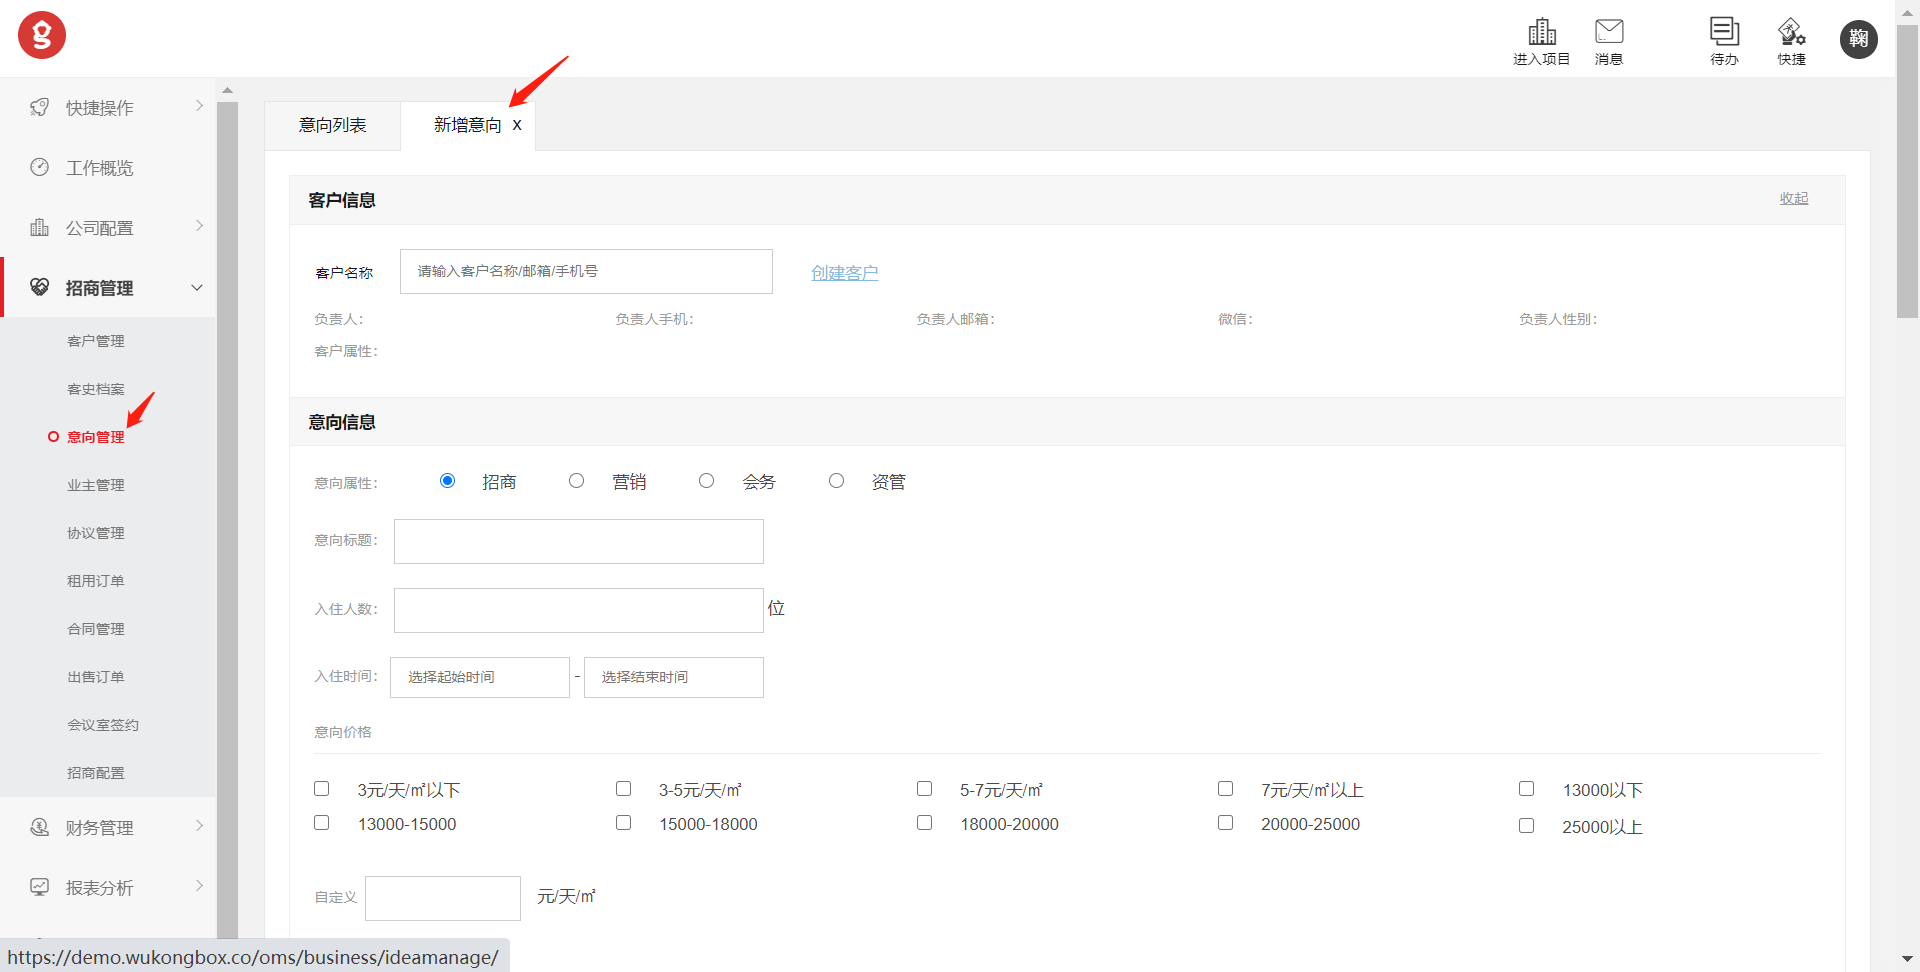 进入项目
消息
待办
快捷
鞠
快捷操作
工作概览
公司配置
招商管理
客户管理
客史档案
意向管理
业主管理
协议管理
租用订单
合同管理
出售订单
会议室签约
招商配置
财务管理
报表分析
意向列表
新增意向 x
客户信息
收起
客户名称 请输入客户名称/邮箱/手机号 创建客户
负责人： 负责人手机： 负责人邮箱： 微信： 负责人性别：
客户属性：
意向信息
意向属性： 招商 营销 会务 资管
意向标题：
入住人数： 位
入住时间： 选择起始时间 - 选择结束时间
意向价格
3元/天/㎡以下 3-5元/天/㎡ 5-7元/天/㎡ 7元/天/㎡以上 13000以下
13000-15000 15000-18000 18000-20000 20000-25000 25000以上
自定义 元/天/㎡
https://demo.wukongbox.co/oms/business/ideamanage/